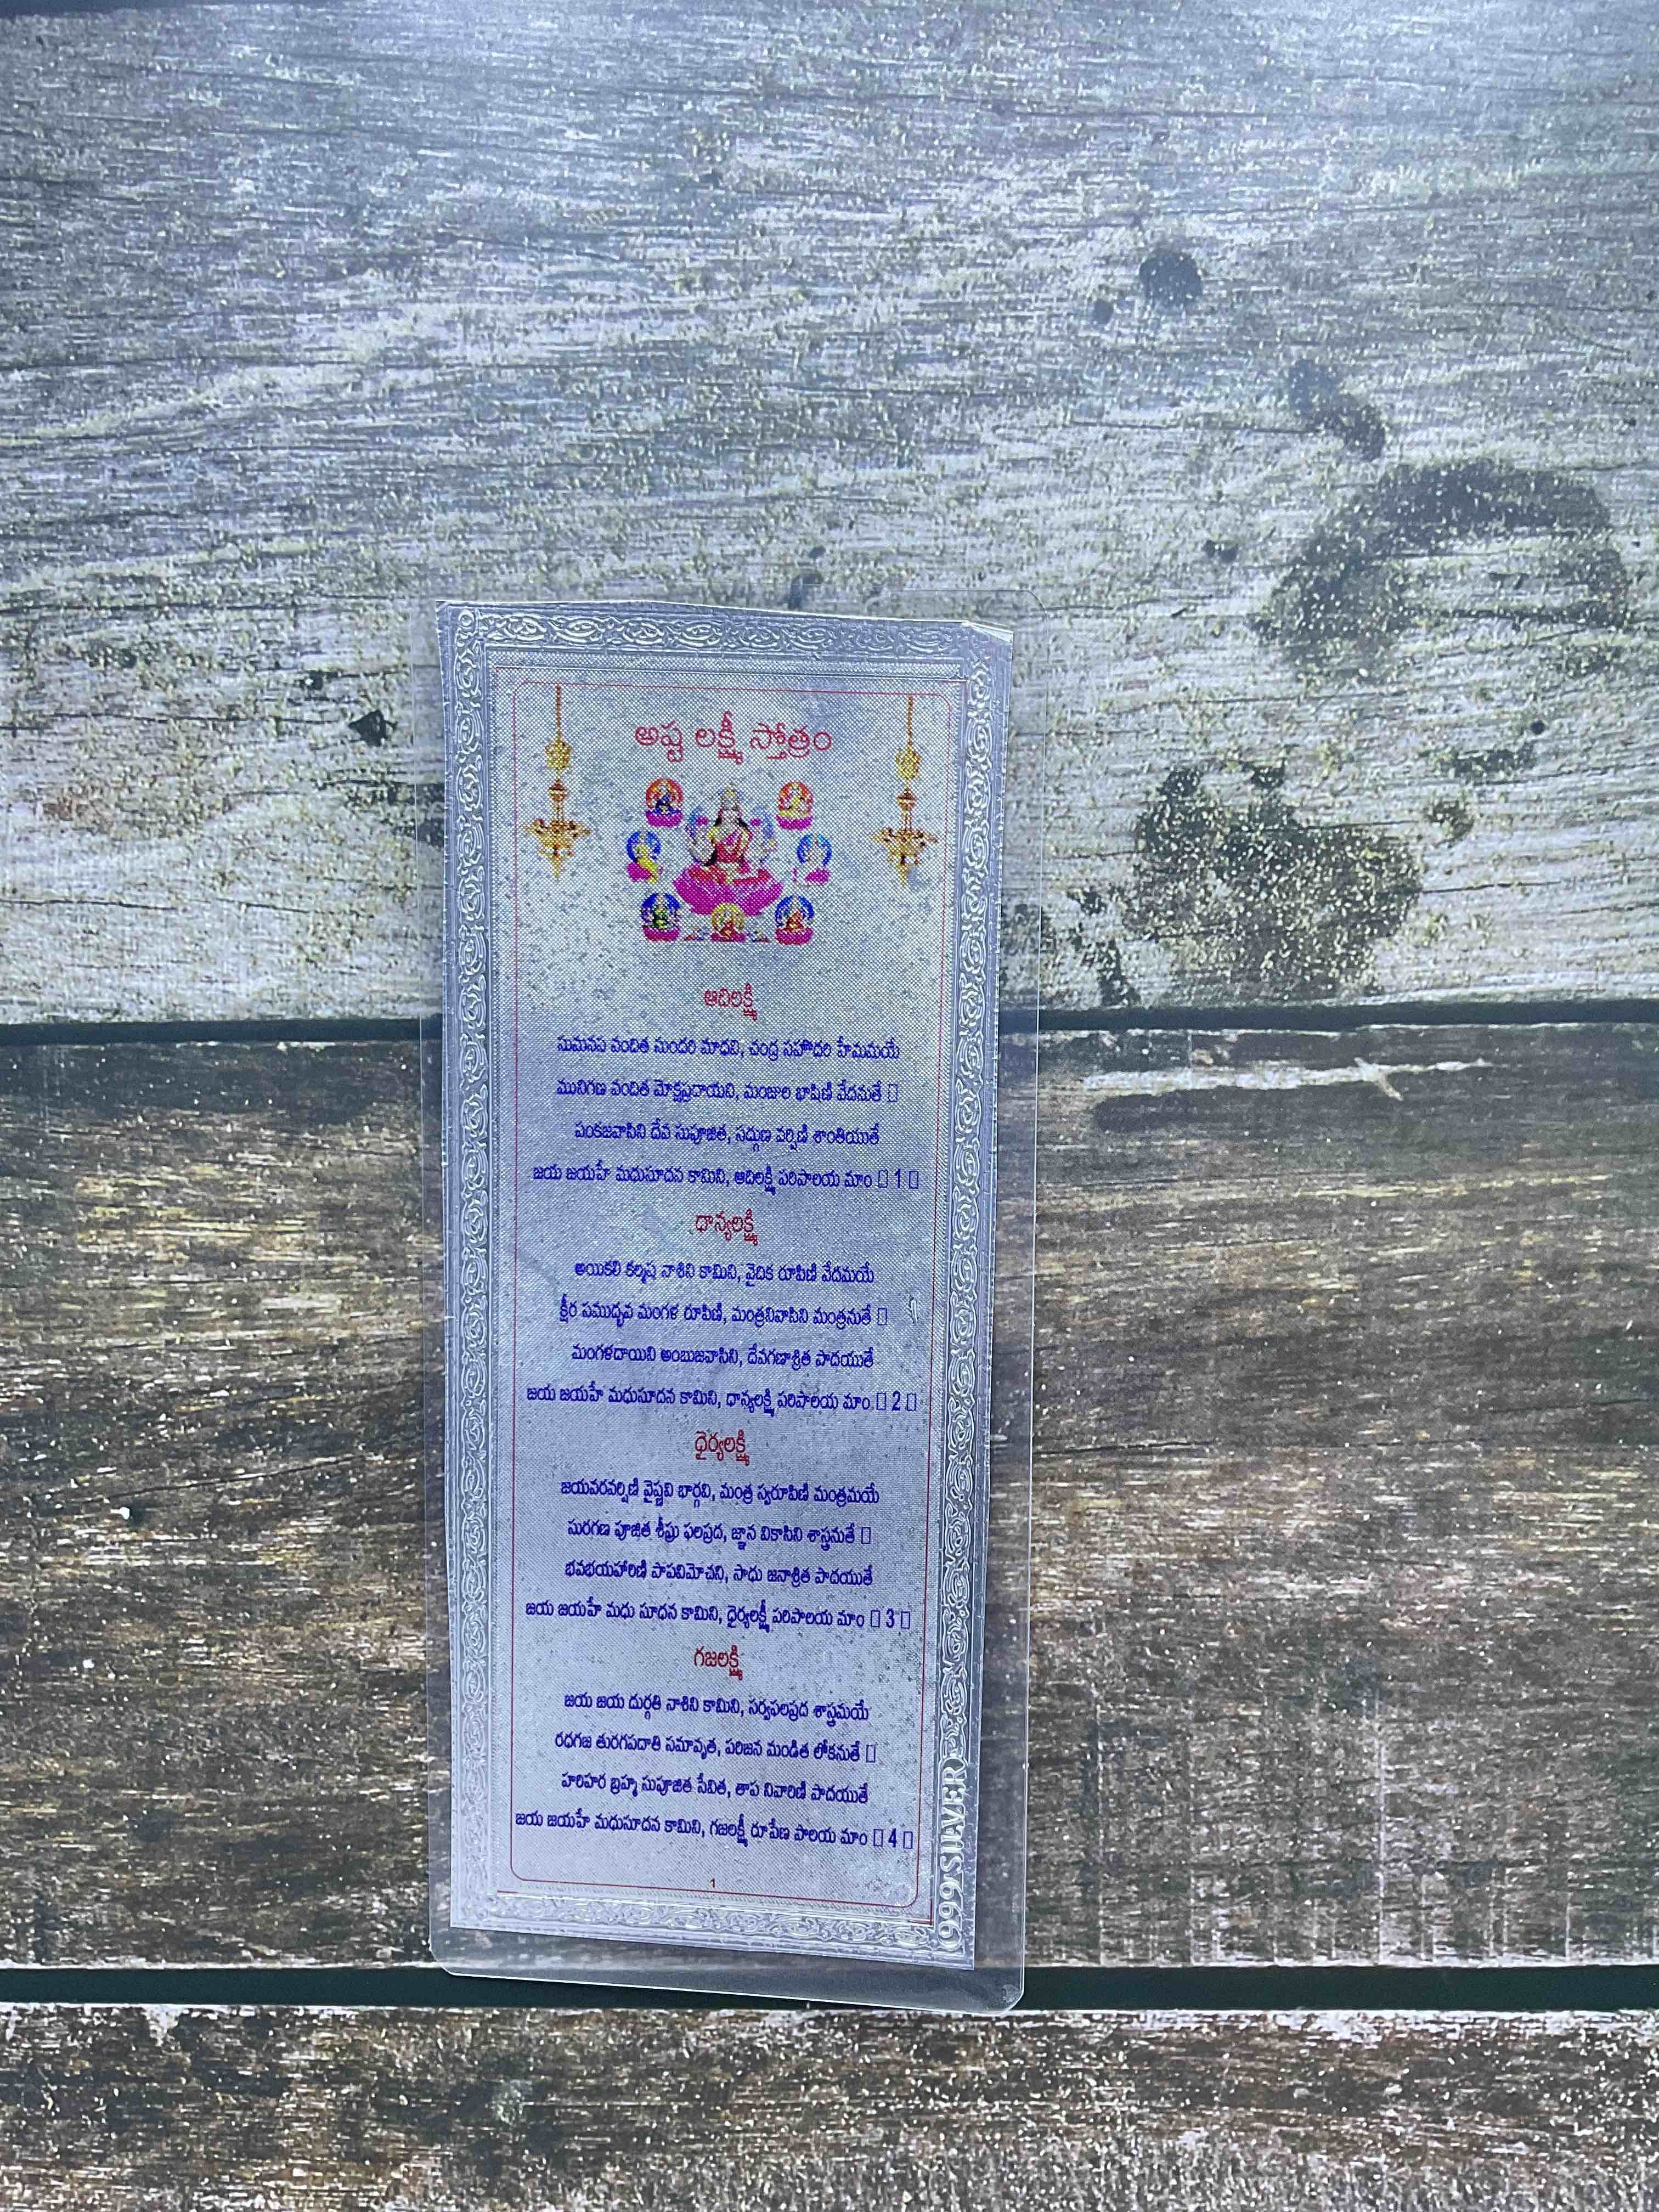 అష్ట లక్ష్మీ స్తోత్రం
ఆదిలక్ష్మి
సుమనస వందిత సుందరి మాధవి, చంద్ర సహొదరి హేమమయే
మునిగణ వందిత మోక్షప్రదాయని, మంజుల భాషిణి వేదనుతే ▯
పంకజవాసిని దేవ సుపూజిత, సద్గుణ వర్షిణి శాంతియుతే
జయ జయహే మధుసూదన కామిని, ఆదిలక్ష్మి పరిపాలయ మాం ▯ 1 ▯
ధాన్యలక్ష్మి
అయికలి కల్మష నాశిని కామిని, వైదిక రూపిణి వేదమయే
క్షీర సముద్భవ మంగళ రూపిణి, మంత్రనివాసిని మంత్రనుతే ▯
మంగళదాయిని అంబుజవాసిని, దేవగణాశ్రిత పాదయుతే
జయ జయహే మధుసూదన కామిని, ధాన్యలక్ష్మి పరిపాలయ మాం ▯ 2 ▯
ధైర్యలక్ష్మి
జయవరవర్షిణి వైష్ణవి భార్గవి, మంత్ర స్వరూపిణి మంత్రమయే
సురగణ పూజిత శీఘ్ర ఫలప్రద, జ్ఞాన వికాసిని శాస్త్రనుతే ▯
భవభయహారిణి పాపవిమోచని, సాధు జనాశ్రిత పాదయుతే
జయ జయహే మధు సూధన కామిని, ధైర్యలక్ష్మీ పరిపాలయ మాం ▯ 3 ▯
గజలక్ష్మి
జయ జయ దుర్గతి నాశిని కామిని, సర్వఫలప్రద శాస్త్రమయే
రధగజ తురగపదాతి సమావృత, పరిజన మండిత లోకనుతే ▯
హరిహర బ్రహ్మ సుపూజిత సేవిత, తాప నివారిణి పాదయుతే
జయ జయహే మధుసూదన కామిని, గజలక్ష్మీ రూపేణ పాలయ మాం ▯ 4 ▯
1
999 SILVER